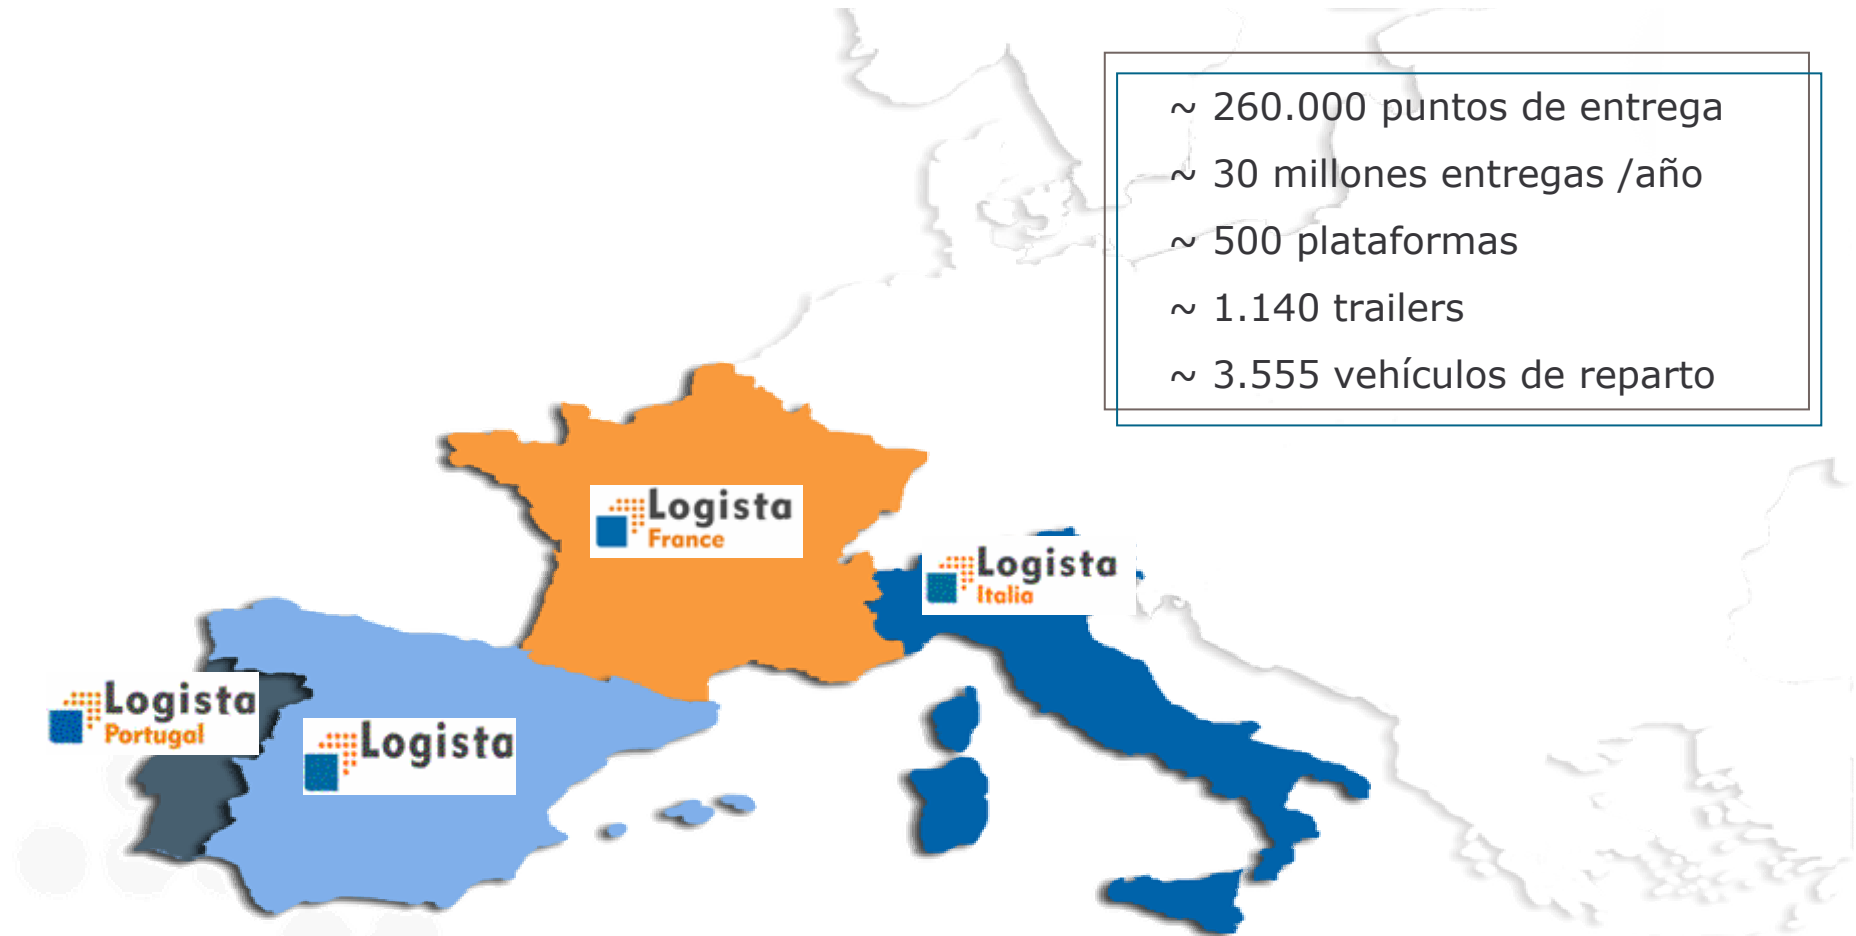 ~ 260.000 puntos de entrega
~ 30 millones entregas /año
~ 500 plataformas
~ 1.140 trailers
~ 3.555 vehículos de reparto
Logista
France
Logista
Italia
Logista
Portugal
Logista